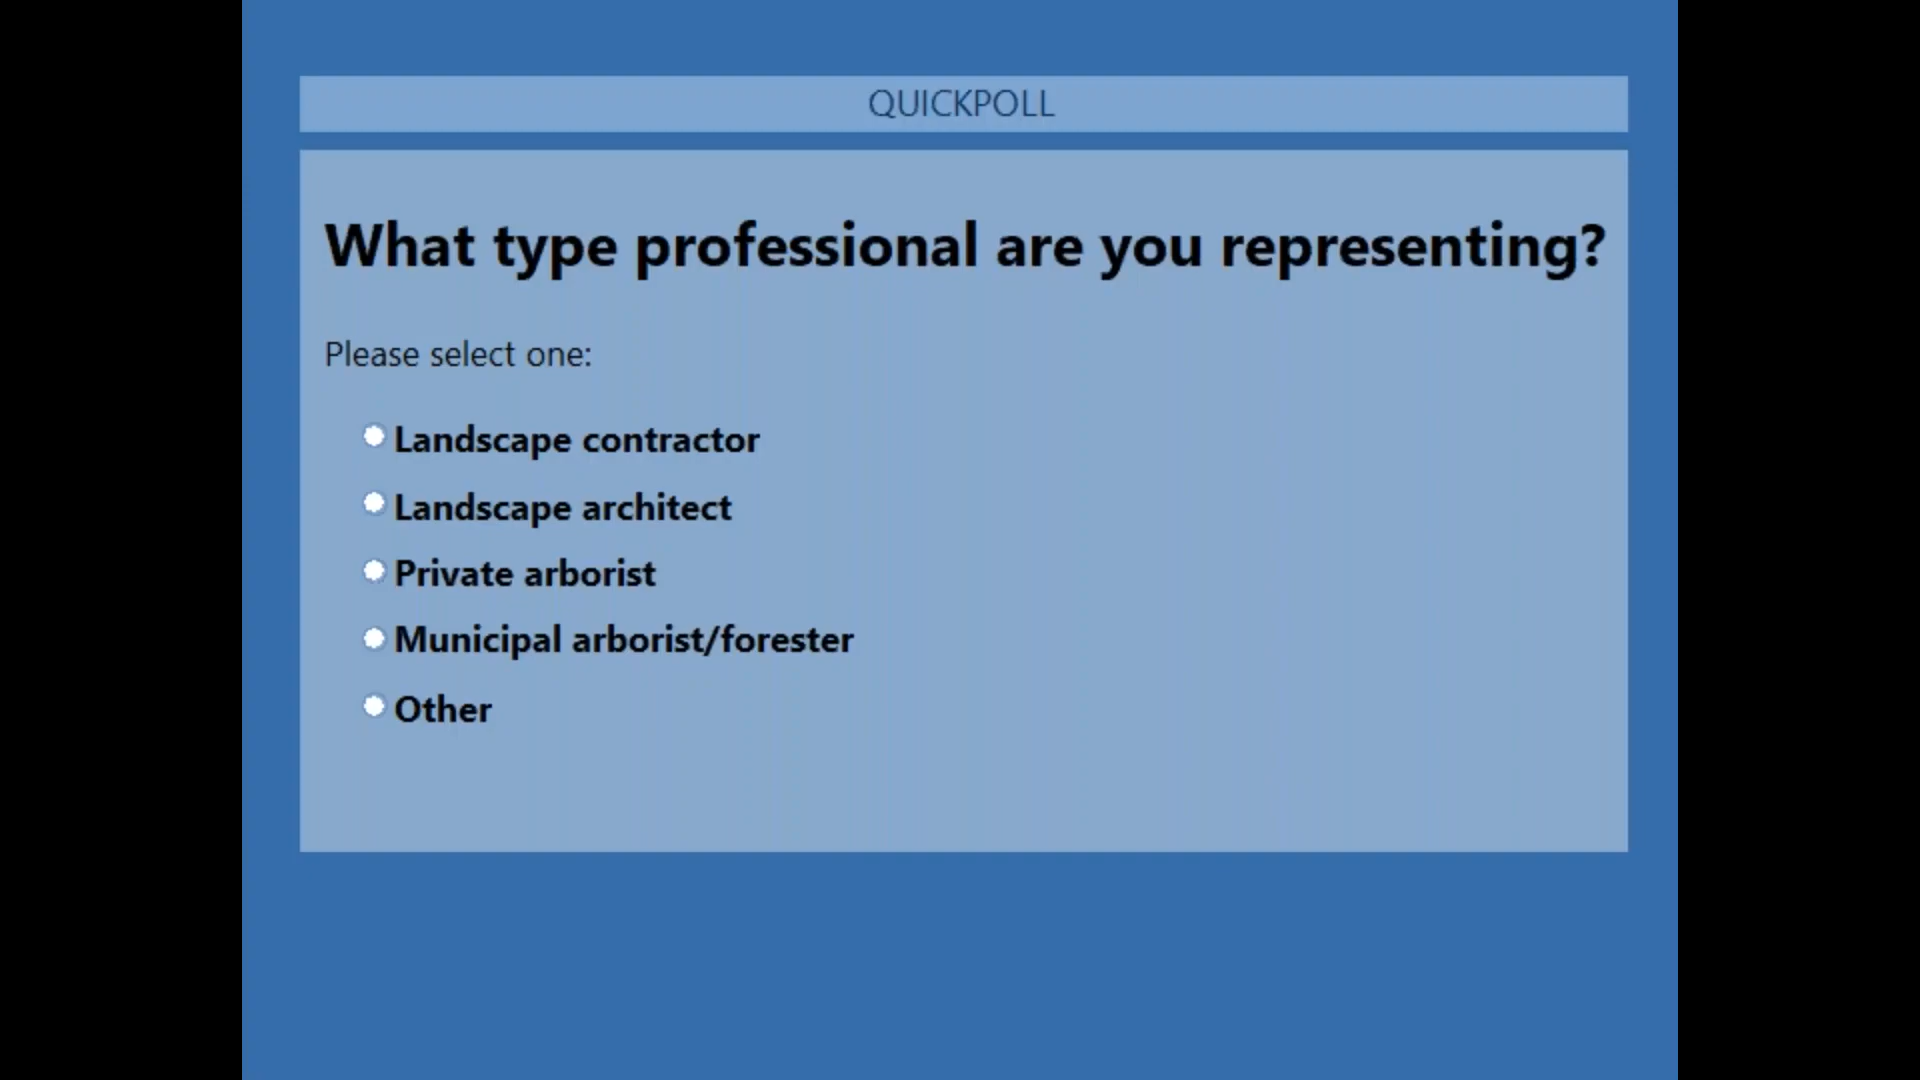 QUICKPOLL
What type professional are you representing?
Please select one:
Landscape contractor
Landscape architect
Private arborist
Municipal arborist/forester
Other